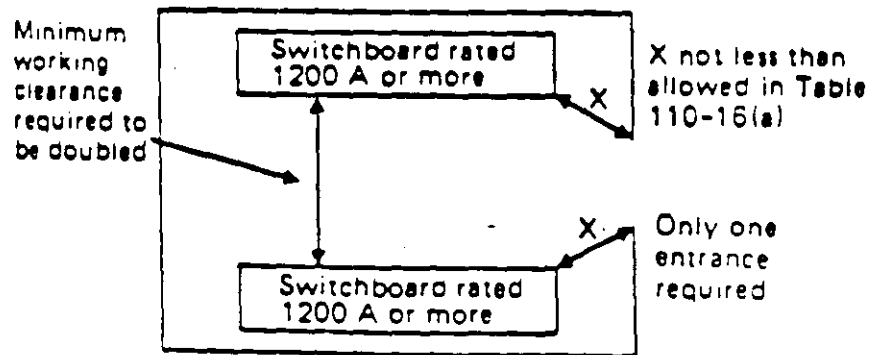 Minimum
working
clearance
required to
be doubled
Switchboard rated
1200 A or more
X
X not less than
allowed in Table
110-16(a)
X
Only one
entrance
required
Switchboard rated
1200 A or more